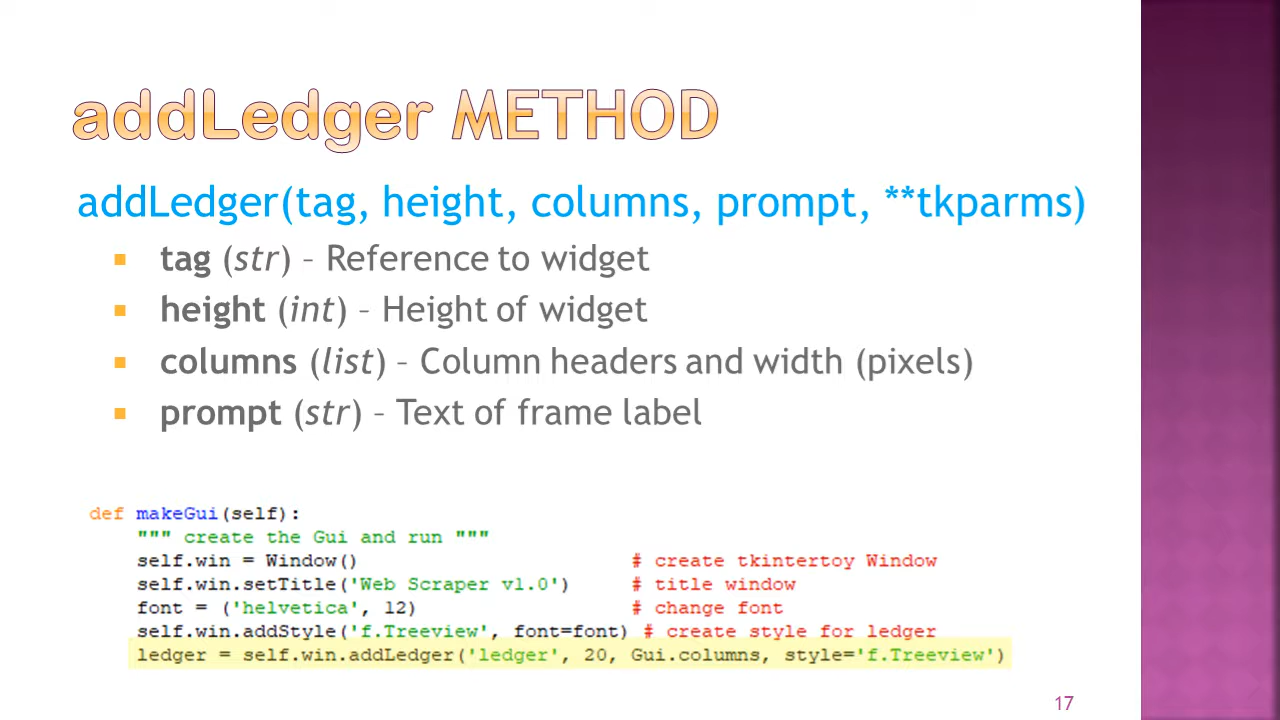 addLedger METHOD
addLedger(tag, height, columns, prompt, **tkparms)
tag (str) – Reference to widget
height (int) – Height of widget
columns (list) – Column headers and width (pixels)
prompt (str) – Text of frame label
def makeGui(self):
""" create the Gui and run """
self.win = Window() # create tkintertoy Window
self.win.setTitle('Web Scraper v1.0') # title window
font = ('helvetica', 12) # change font
self.win.addStyle('f.Treeview', font=font) # create style for ledger
ledger = self.win.addLedger('ledger', 20, Gui.columns, style='f.Treeview')
17